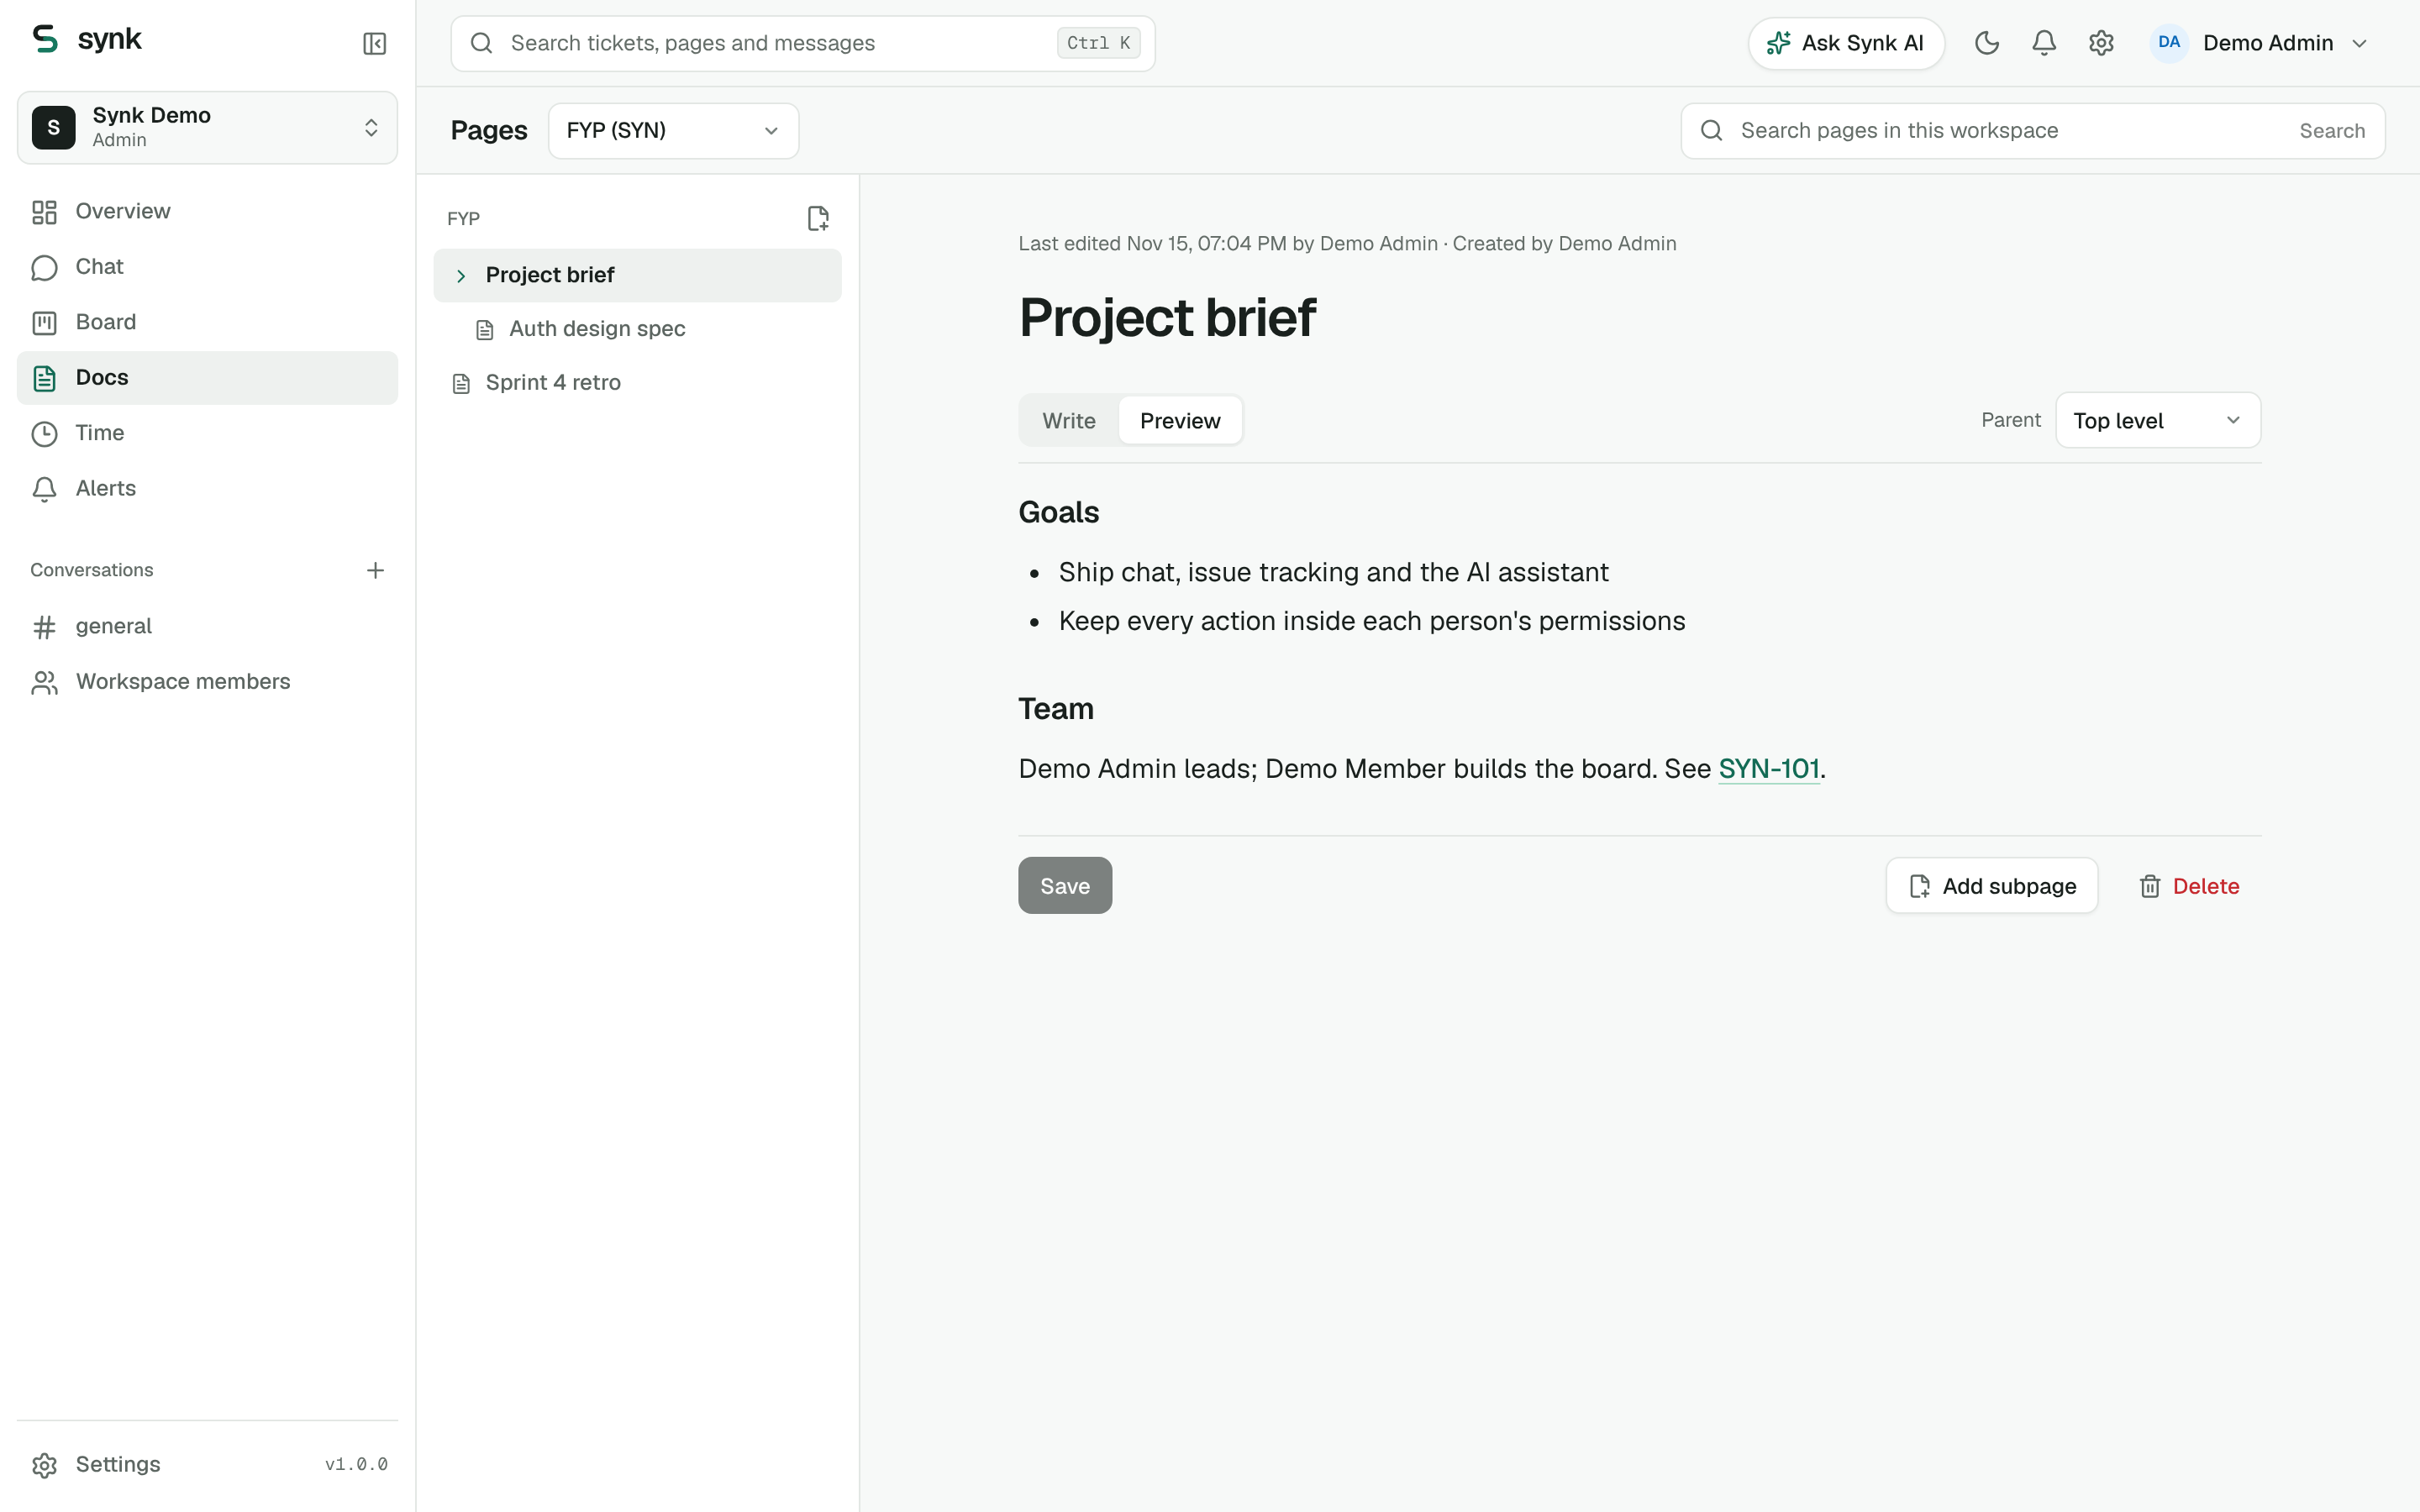 synk
Search tickets, pages and messages
Ctrl K
Ask Synk AI
DA
Demo Admin
S
Synk Demo
Admin
Pages
FYP (SYN)
Search pages in this workspace
Search
Overview
Chat
Board
Docs
Time
Alerts
Conversations
general
Workspace members
Settings
v1.0.0
FYP
Project brief
Auth design spec
Sprint 4 retro
Last edited Nov 15, 07:04 PM by Demo Admin · Created by Demo Admin
Project brief
Write
Preview
Parent
Top level
Goals
• Ship chat, issue tracking and the AI assistant
• Keep every action inside each person's permissions
Team
Demo Admin leads; Demo Member builds the board. See SYN-101.
Save
Add subpage
Delete